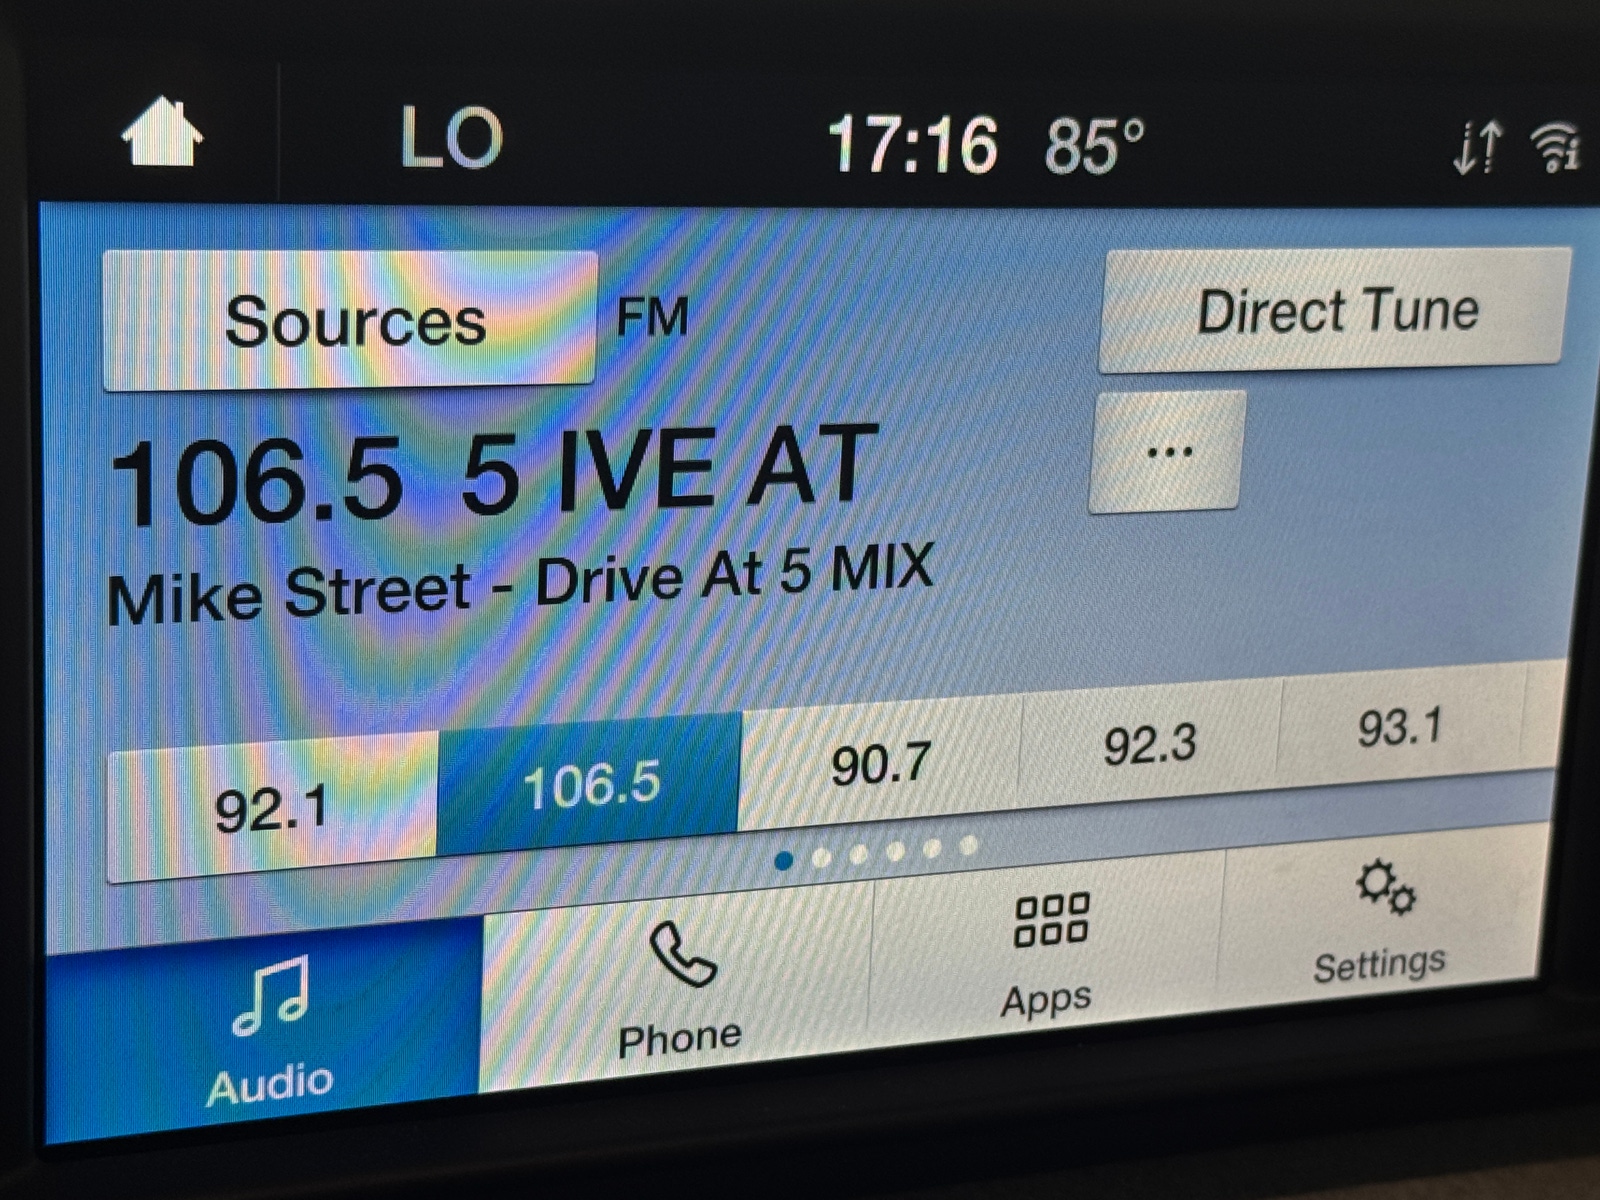 LO 17:16 85°
Sources FM Direct Tune
106.5 5 IVE AT ...
Mike Street - Drive At 5 MIX
92.1 106.5 90.7 92.3 93.1
Audio Phone Apps Settings